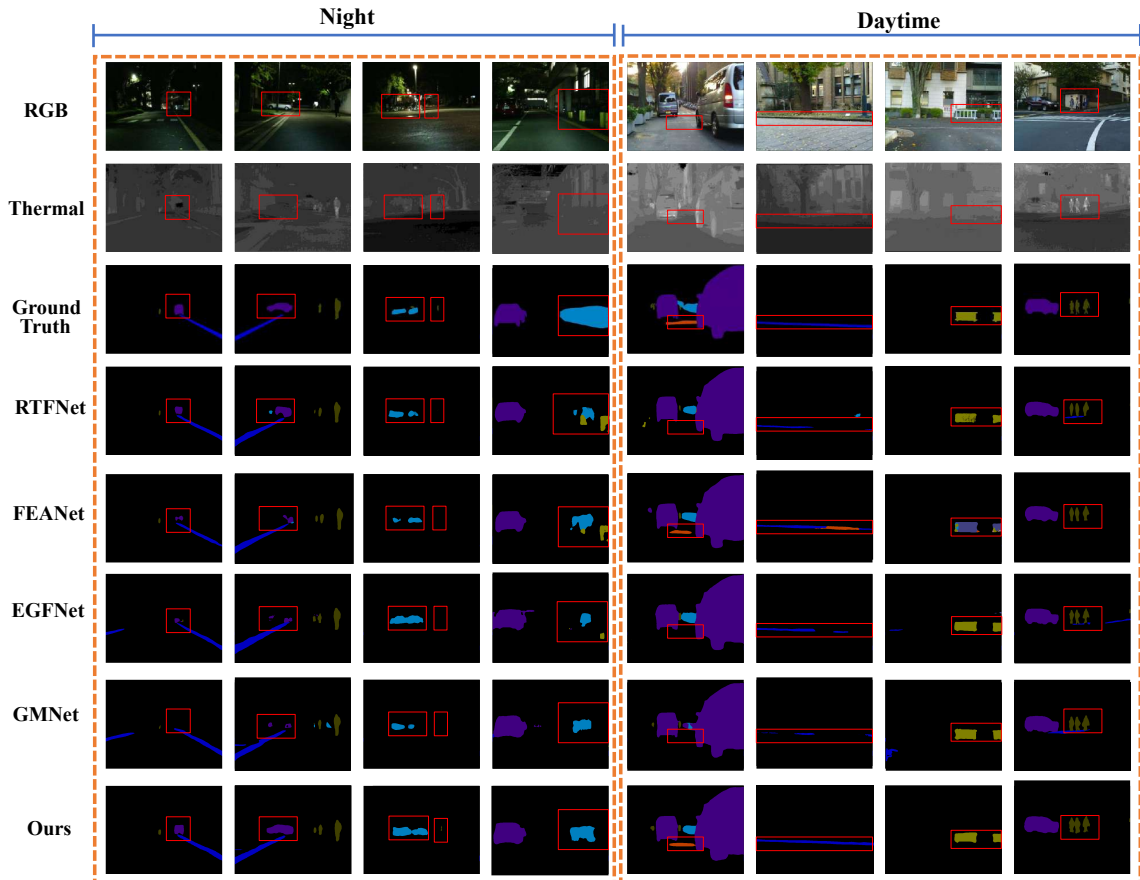 Night
Daytime
RGB
Thermal
Ground
Truth
RTFNet
FEANet
EGFNet
GMNet
Ours